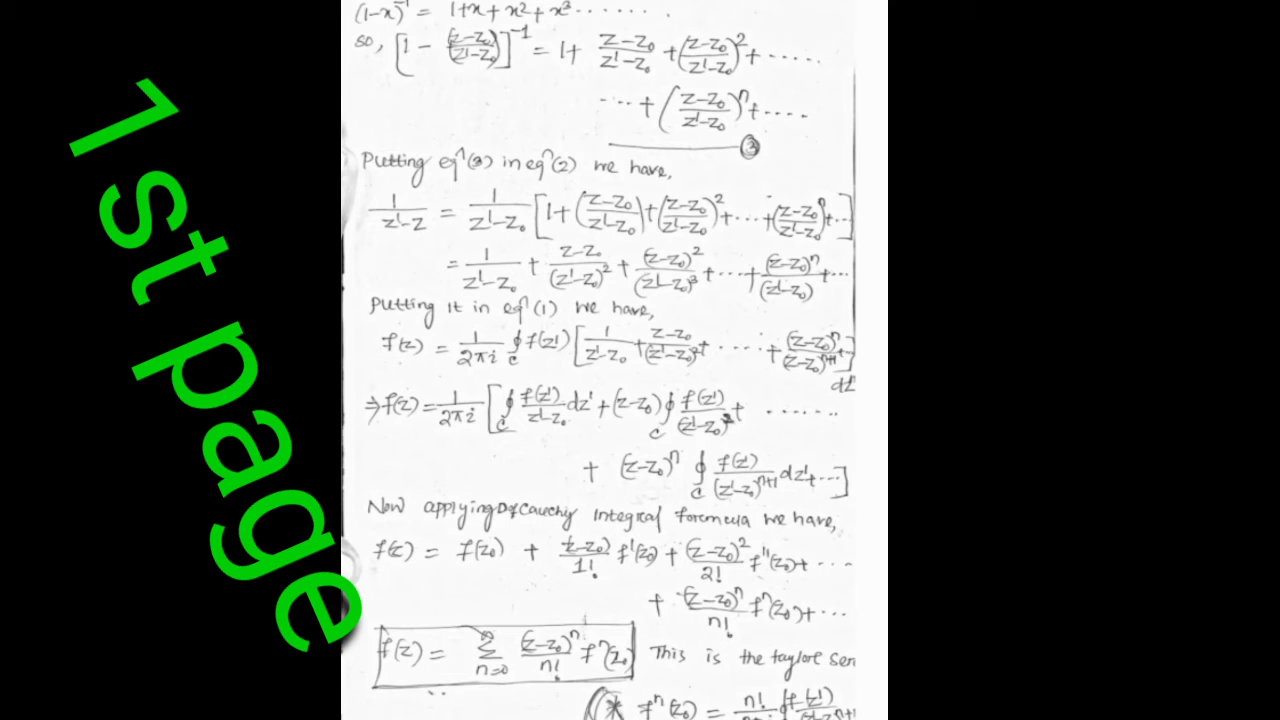 1st page
(1-x)⁻¹ = 1+x+x²+x³.......
so, [1 - (z-z₀)/(z'-z₀)]⁻¹ = 1+ (z-z₀)/(z'-z₀) + ((z-z₀)/(z'-z₀))² + .....
...+ ((z-z₀)/(z'-z₀))ⁿ + ....
③
Putting eqⁿ(3) in eqⁿ(2) we have,
1/(z'-z) = 1/(z'-z₀) [1+((z-z₀)/(z'-z₀))+((z-z₀)/(z'-z₀))²+...+((z-z₀)/(z'-z₀))ⁿ+...]
= 1/(z'-z₀) + (z-z₀)/(z'-z₀)² + (z-z₀)²/(z'-z₀)³ + ...+ (z-z₀)ⁿ/(z'-z₀) + ...
Putting it in eqⁿ(1) we have,
f(z) = 1/2πi ∮c f(z') [1/(z'-z₀) + (z-z₀)/(z'-z₀)² + ..... + (z-z₀)ⁿ/(z-z₀)ⁿ⁺¹ +] dz'
⇒ f(z) = 1/2πi [∮c f(z')/(z'-z₀) dz' + (z-z₀) ∮c f(z')/(z'-z₀)² + .......
+ (z-z₀)ⁿ ∮c f(z')/(z'-z₀)ⁿ⁺¹ dz'+...]
Now applying Cauchy integral formula we have,
f(z) = f(z₀) + (z-z₀)/1! f'(z₀) + (z-z₀)²/2! f''(z₀) + ...
+ (z-z₀)ⁿ/n! fⁿ(z₀) + ...
f(z) = ∞Σn=0 (z-z₀)ⁿ/n! fⁿ(z₀) This is the taylor ser
(* fⁿ(z₀) = n!